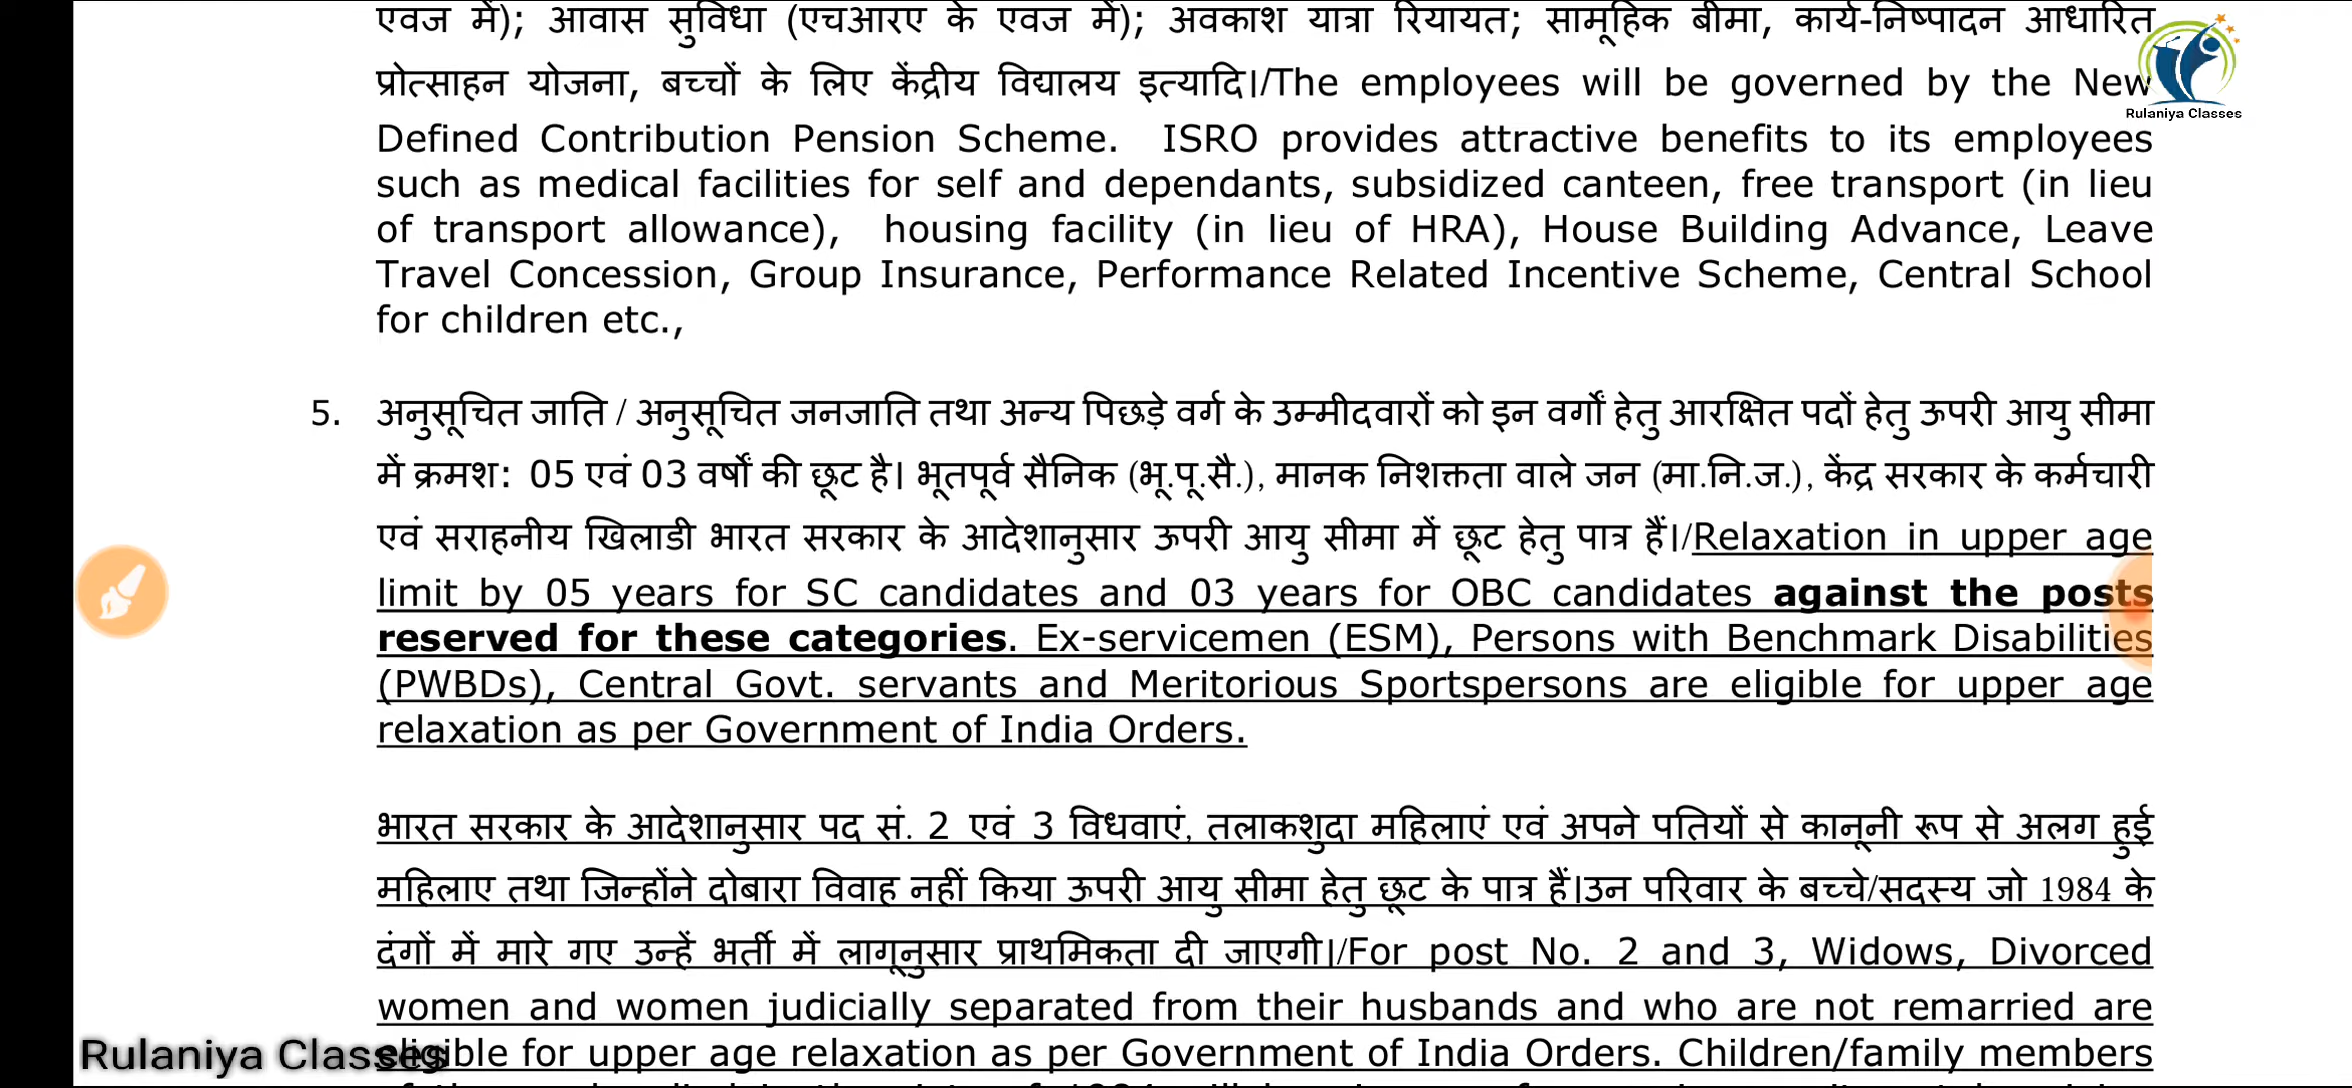 एवज में); आवास सुविधा (एचआरए के एवज में); अवकाश यात्रा रियायत; सामूहिक बीमा, कार्य-निष्पादन आधारित
प्रोत्साहन योजना, बच्चों के लिए केंद्रीय विद्यालय इत्यादि।/The employees will be governed by the New
Rulaniya Classes
Defined Contribution Pension Scheme. ISRO provides attractive benefits to its employees
such as medical facilities for self and dependants, subsidized canteen, free transport (in lieu
of transport allowance), housing facility (in lieu of HRA), House Building Advance, Leave
Travel Concession, Group Insurance, Performance Related Incentive Scheme, Central School
for children etc.,
5. अनुसूचित जाति / अनुसूचित जनजाति तथा अन्य पिछड़े वर्ग के उम्मीदवारों को इन वर्गों हेतु आरक्षित पदों हेतु ऊपरी आयु सीमा
में क्रमश: 05 एवं 03 वर्षों की छूट है। भूतपूर्व सैनिक (भू.पू.सै.), मानक निशक्तता वाले जन (मा.नि.ज.), केंद्र सरकार के कर्मचारी
एवं सराहनीय खिलाडी भारत सरकार के आदेशानुसार ऊपरी आयु सीमा में छूट हेतु पात्र हैं।/Relaxation in upper age
limit by 05 years for SC candidates and 03 years for OBC candidates against the posts
reserved for these categories. Ex-servicemen (ESM), Persons with Benchmark Disabilities
(PWBDs), Central Govt. servants and Meritorious Sportspersons are eligible for upper age
relaxation as per Government of India Orders.
भारत सरकार के आदेशानुसार पद सं. 2 एवं 3 विधवाएं, तलाकशुदा महिलाएं एवं अपने पतियों से कानूनी रूप से अलग हुई
महिलाए तथा जिन्होंने दोबारा विवाह नहीं किया ऊपरी आयु सीमा हेतु छूट के पात्र हैं।उन परिवार के बच्चे/सदस्य जो 1984 के
दंगों में मारे गए उन्हें भर्ती में लागूनुसार प्राथमिकता दी जाएगी।/For post No. 2 and 3, Widows, Divorced
women and women judicially separated from their husbands and who are not remarried are
eligible for upper age relaxation as per Government of India Orders. Children/family members
Rulaniya Classes